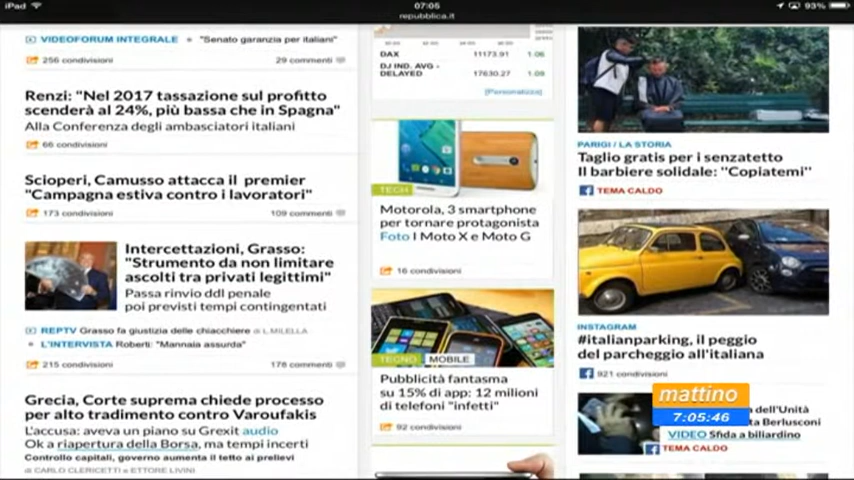 iPad
07:05
93%
repubblica.it
VIDEOFORUM INTEGRALE "Senato garanzia per italiani"
256 condivisioni 29 commenti
Renzi: "Nel 2017 tassazione sul profitto
scenderà al 24%, più bassa che in Spagna"
Alla Conferenza degli ambasciatori italiani
66 condivisioni
Scioperi, Camusso attacca il premier
"Campagna estiva contro i lavoratori"
173 condivisioni 109 commenti
Intercettazioni, Grasso:
"Strumento da non limitare
ascolti tra privati legittimi"
Passa rinvio ddl penale
poi previsti tempi contingentati
REPTV Grasso fa giustizia delle chiacchiere di L.MILELLA
L'INTERVISTA Roberti: "Mannaia assurda"
215 condivisioni 178 commenti
Grecia, Corte suprema chiede processo
per alto tradimento contro Varoufakis
L'accusa: aveva un piano su Grexit audio
Ok a riapertura della Borsa, ma tempi incerti
Controllo capitali, governo aumenta il tetto ai prelievi
di CARLO CLERICETTI e ETTORE LIVINI
DAX 11173.91 1.06
DJ IND. AVG -
DELAYED 17630.27 1.09
[Personalizza]
TECH
Motorola, 3 smartphone
per tornare protagonista
Foto I Moto X e Moto G
16 condivisioni
TECNO MOBILE
Pubblicità fantasma
su 15% di app: 12 milioni
di telefoni "infetti"
92 condivisioni
PARIGI / LA STORIA
Taglio gratis per i senzatetto
Il barbiere solidale: "Copiatemi"
TEMA CALDO
INSTAGRAM
#italianparking, il peggio
del parcheggio all'italiana
921 condivisioni
mattino
7:05:46
dell'Unità
ta Berlusconi
VIDEO Sfida a biliardino
TEMA CALDO